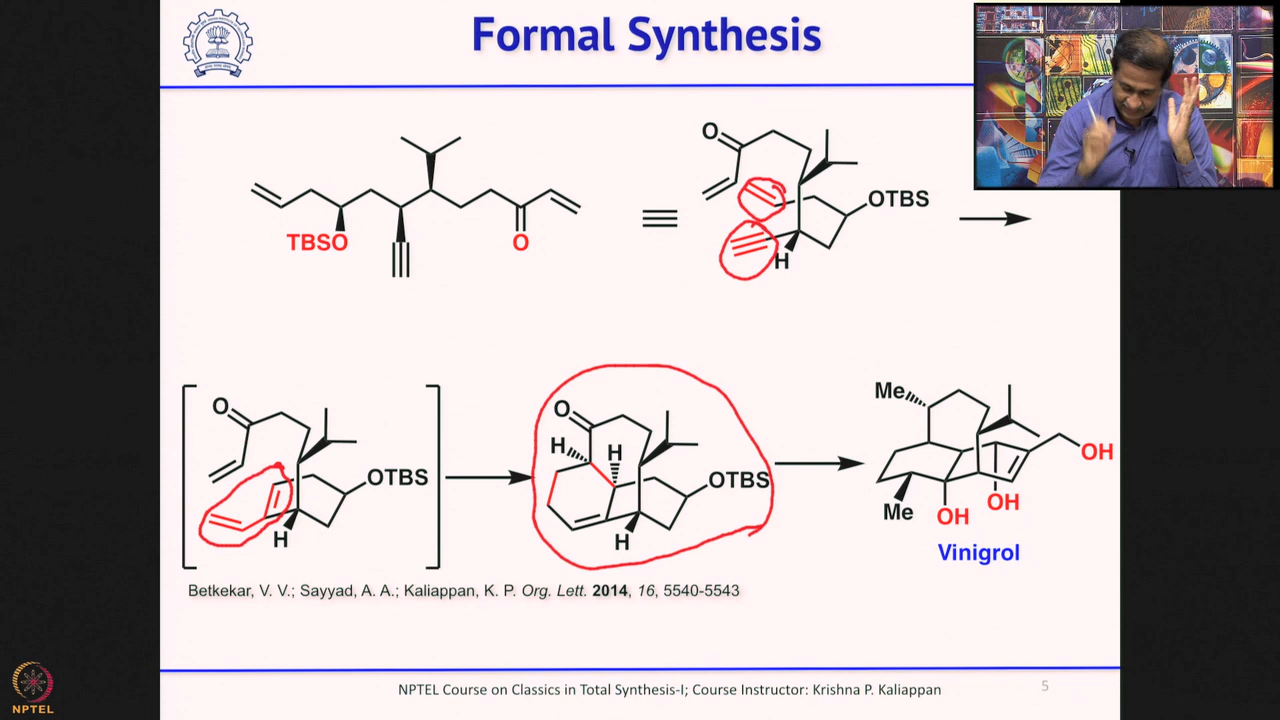 Formal Synthesis
TBSO
O
O
OTBS
H
O
OTBS
H
O
H
H
OTBS
H
Me
OH
Me
OH
OH
Vinigrol
Betkekar, V. V.; Sayyad, A. A.; Kaliappan, K. P. Org. Lett. 2014, 16, 5540-5543
NPTEL Course on Classics in Total Synthesis-I; Course Instructor: Krishna P. Kaliappan
5
NPTEL